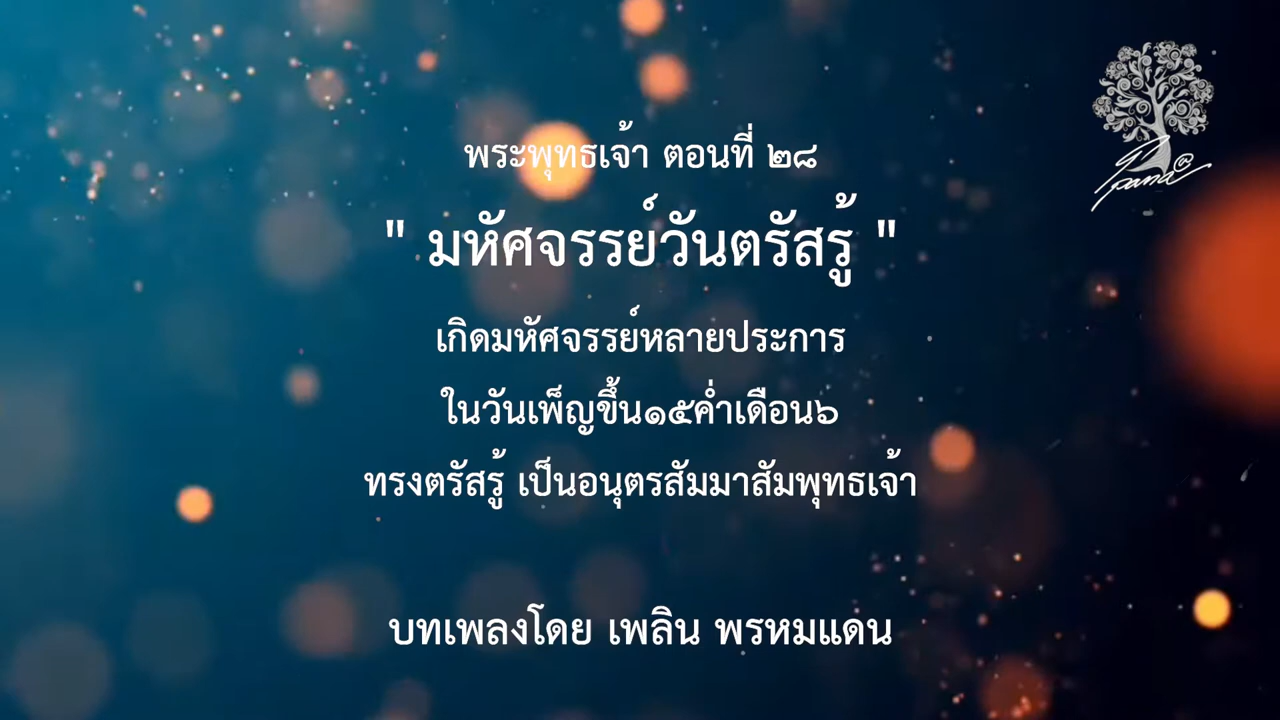 พระพุทธเจ้า ตอนที่ ๒๘
" มหัศจรรย์วันตรัสรู้ "
เกิดมหัศจรรย์หลายประการ
ในวันเพ็ญขึ้น๑๕ค่ำเดือน๖
ทรงตรัสรู้ เป็นอนุตรสัมมาสัมพุทธเจ้า
บทเพลงโดย เพลิน พรหมแดน